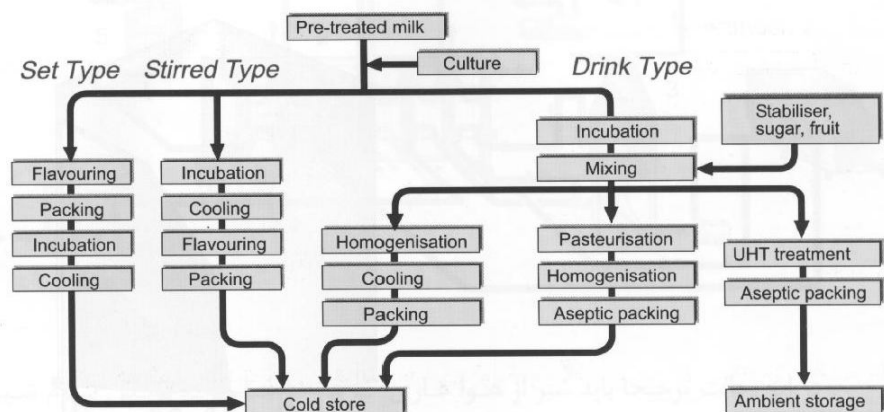 Pre-treated milk
Set Type
Stirred Type
Culture
Drink Type
Stabiliser,
sugar, fruit
Incubation
Mixing
Flavouring
Packing
Incubation
Cooling
Incubation
Cooling
Flavouring
Packing
Homogenisation
Cooling
Packing
Pasteurisation
Homogenisation
Aseptic packing
UHT treatment
Aseptic packing
Cold store
Ambient storage